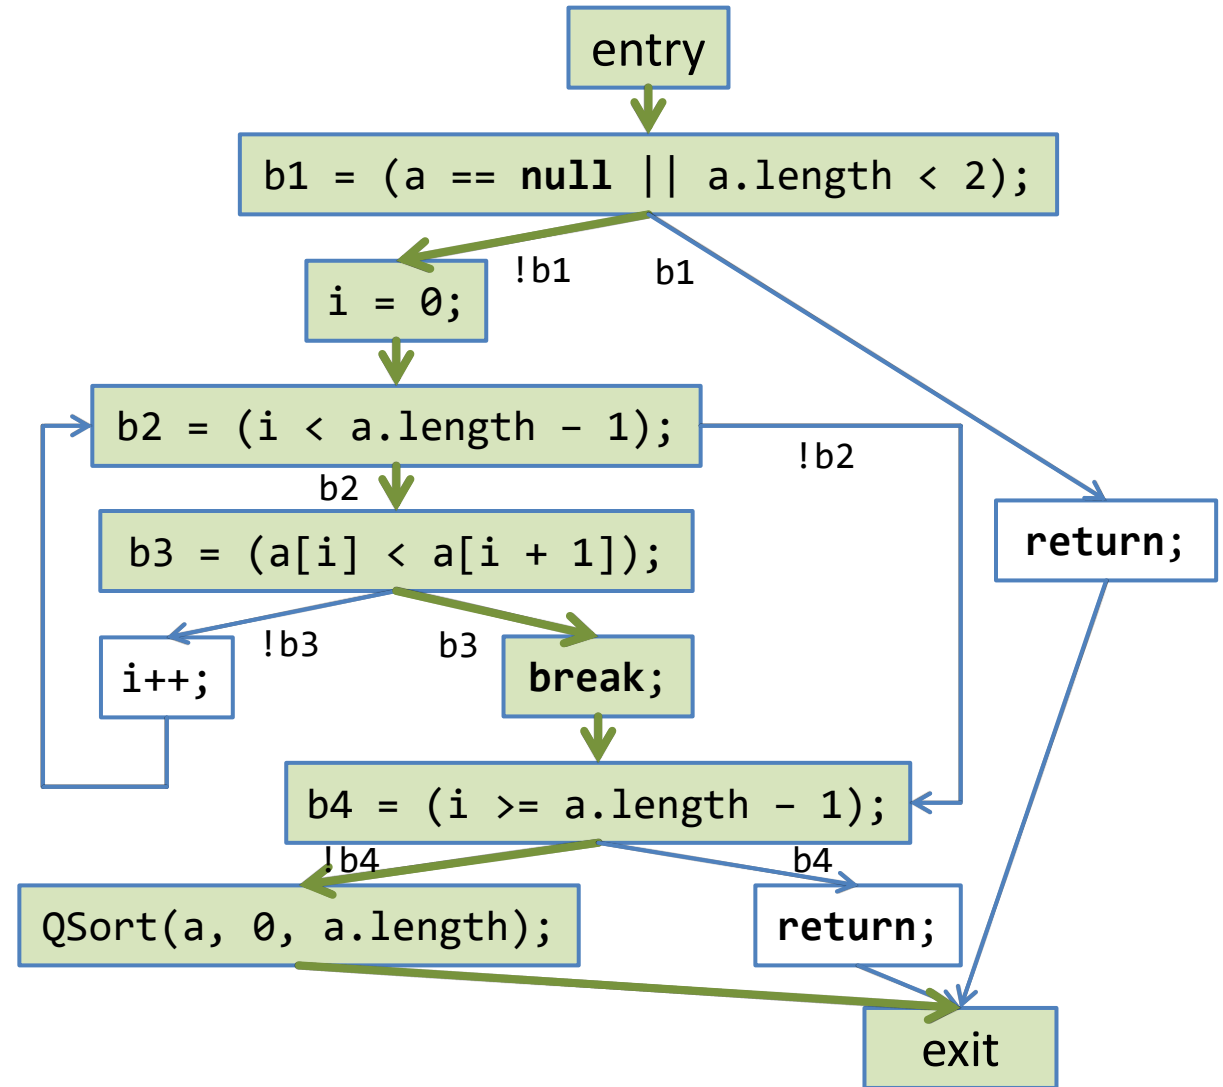 entry
b1 = (a == null || a.length < 2);
!b1
b1
i = 0;
b2 = (i < a.length – 1);
!b2
b2
b3 = (a[i] < a[i + 1]);
return;
!b3
b3
i++;
break;
b4 = (i >= a.length – 1);
!b4
b4
QSort(a, 0, a.length);
return;
exit